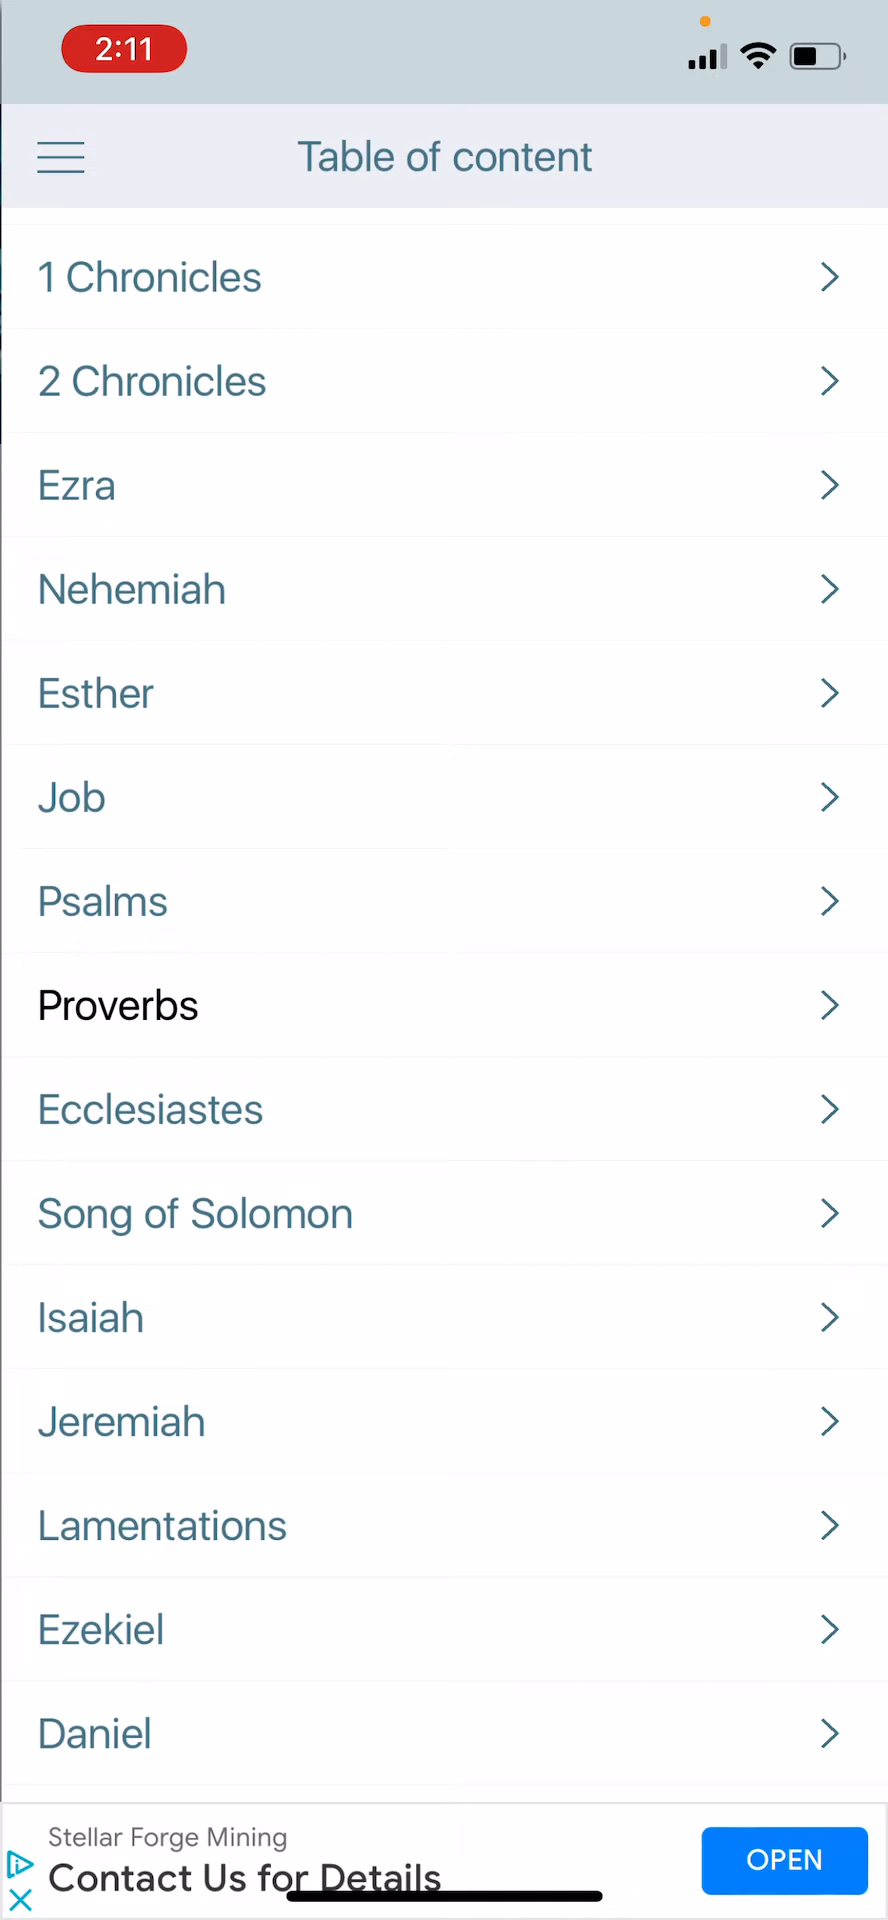 2:11
Table of content
1 Chronicles
2 Chronicles
Ezra
Nehemiah
Esther
Job
Psalms
Proverbs
Ecclesiastes
Song of Solomon
Isaiah
Jeremiah
Lamentations
Ezekiel
Daniel
Stellar Forge Mining
Contact Us for Details
OPEN